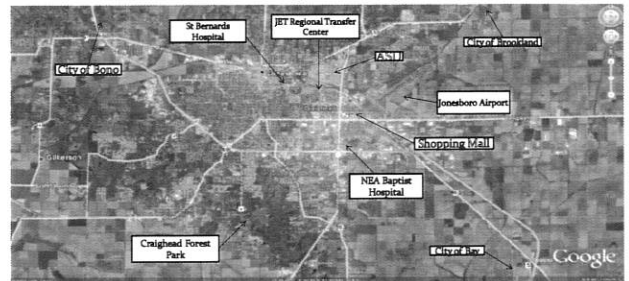 St Bernards
Hospital
JET Regional Transfer
Center
City of Brookland
City of Bono
ASU
Jonesboro Airport
Shopping Mall
NEA Baptist
Hospital
Craighead Forest
Park
City of Bay
Google